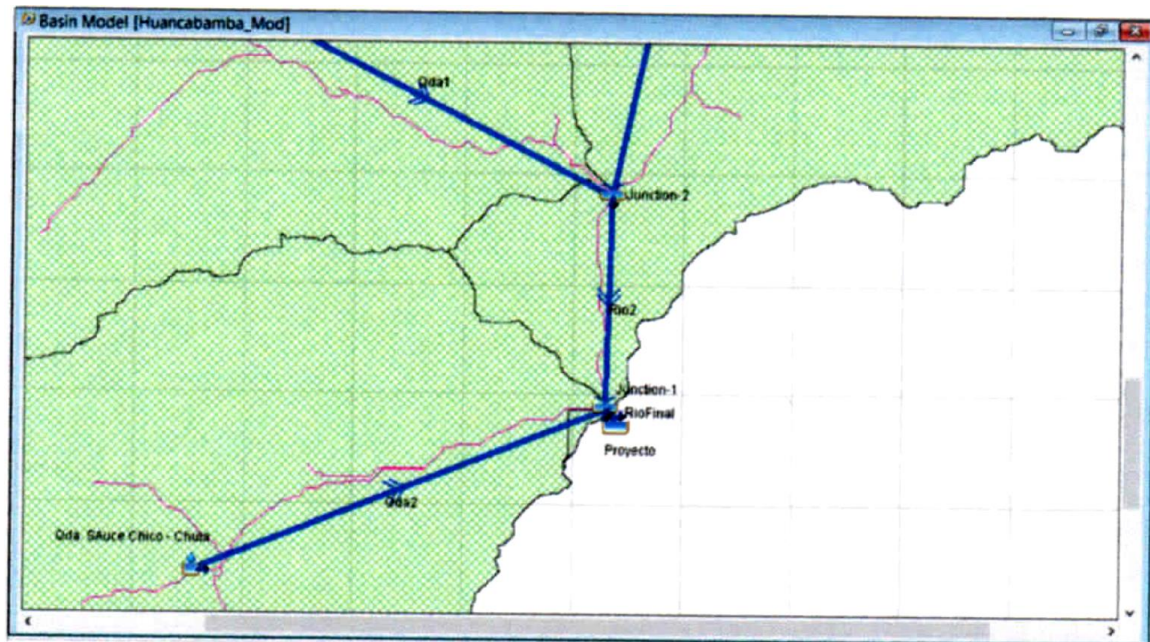 Basin Model [Huancabamba_Mod]
Qda1
Junction-2
Rio2
Junction-1
RioFinal
Proyecto
Qda2
Qda. SAuce Chico - Chula